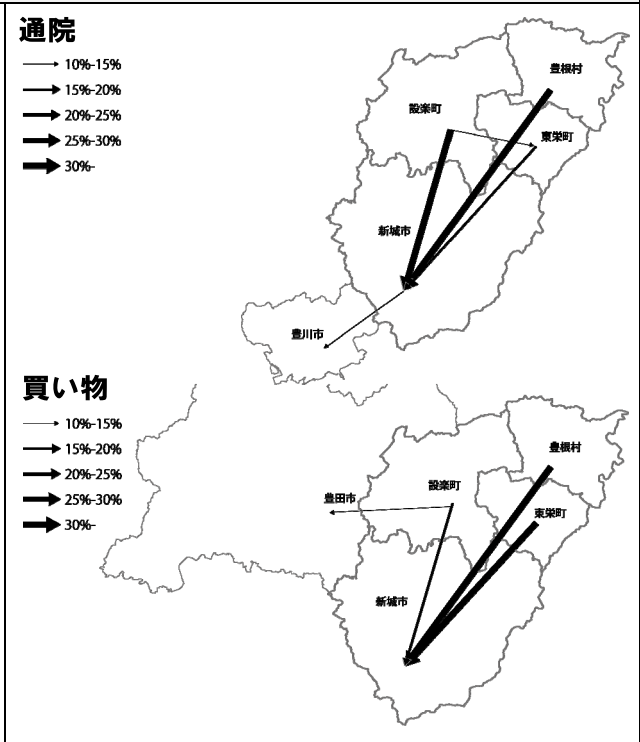 通院
10%-15%
15%-20%
20%-25%
25%-30%
30%-
豊根村
設楽町
東栄町
新城市
豊川市
買い物
10%-15%
15%-20%
20%-25%
25%-30%
30%-
豊根村
設楽町
豊田市
東栄町
新城市